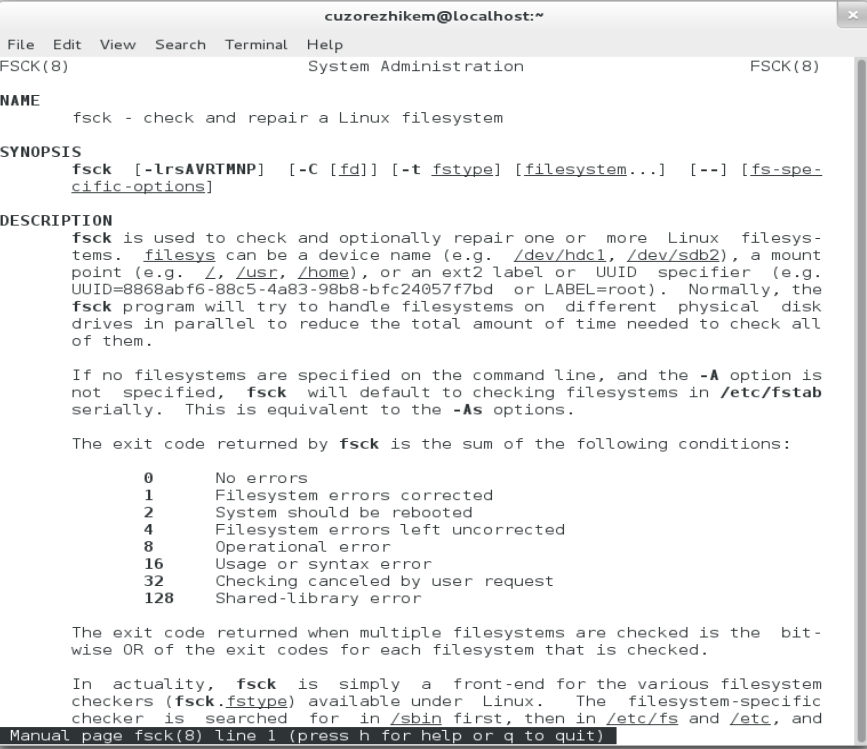 cuzorezhikem@localhost:~
×
File Edit View Search Terminal Help
FSCK(8) System Administration FSCK(8)
NAME
fsck - check and repair a Linux filesystem
SYNOPSIS
fsck [-lrsAVRTMNP] [-C [fd]] [-t fstype] [filesystem...] [--] [fs-spe-
cific-options]
DESCRIPTION
fsck is used to check and optionally repair one or more Linux filesys-
tems. filesys can be a device name (e.g. /dev/hdc1, /dev/sdb2), a mount
point (e.g. /, /usr, /home), or an ext2 label or UUID specifier (e.g.
UUID=8868abf6-88c5-4a83-98b8-bfc24057f7bd or LABEL=root). Normally, the
fsck program will try to handle filesystems on different physical disk
drives in parallel to reduce the total amount of time needed to check all
of them.
If no filesystems are specified on the command line, and the -A option is
not specified, fsck will default to checking filesystems in /etc/fstab
serially. This is equivalent to the -As options.
The exit code returned by fsck is the sum of the following conditions:
0 No errors
1 Filesystem errors corrected
2 System should be rebooted
4 Filesystem errors left uncorrected
8 Operational error
16 Usage or syntax error
32 Checking canceled by user request
128 Shared-library error
The exit code returned when multiple filesystems are checked is the bit-
wise OR of the exit codes for each filesystem that is checked.
In actuality, fsck is simply a front-end for the various filesystem
checkers (fsck.fstype) available under Linux. The filesystem-specific
checker is searched for in /sbin first, then in /etc/fs and /etc, and
Manual page fsck(8) line 1 (press h for help or q to quit)